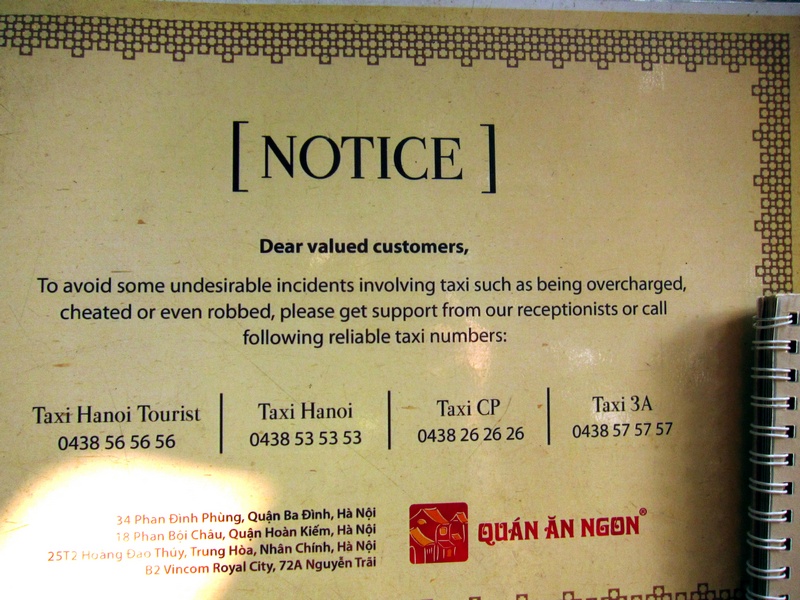 [ NOTICE ]
Dear valued customers,
To avoid some undesirable incidents involving taxi such as being overcharged,
cheated or even robbed, please get support from our receptionists or call
following reliable taxi numbers:
Taxi Hanoi Tourist
0438 56 56 56
Taxi Hanoi
0438 53 53 53
Taxi CP
0438 26 26 26
Taxi 3A
0438 57 57 57
34 Phan Đình Phùng, Quận Ba Đình, Hà Nội
18 Phan Bội Châu, Quận Hoàn Kiếm, Hà Nội
25T2 Hoàng Đạo Thúy, Trung Hòa, Nhân Chính, Hà Nội
B2 Vincom Royal City, 72A Nguyễn Trãi
QUÁN ĂN NGON®